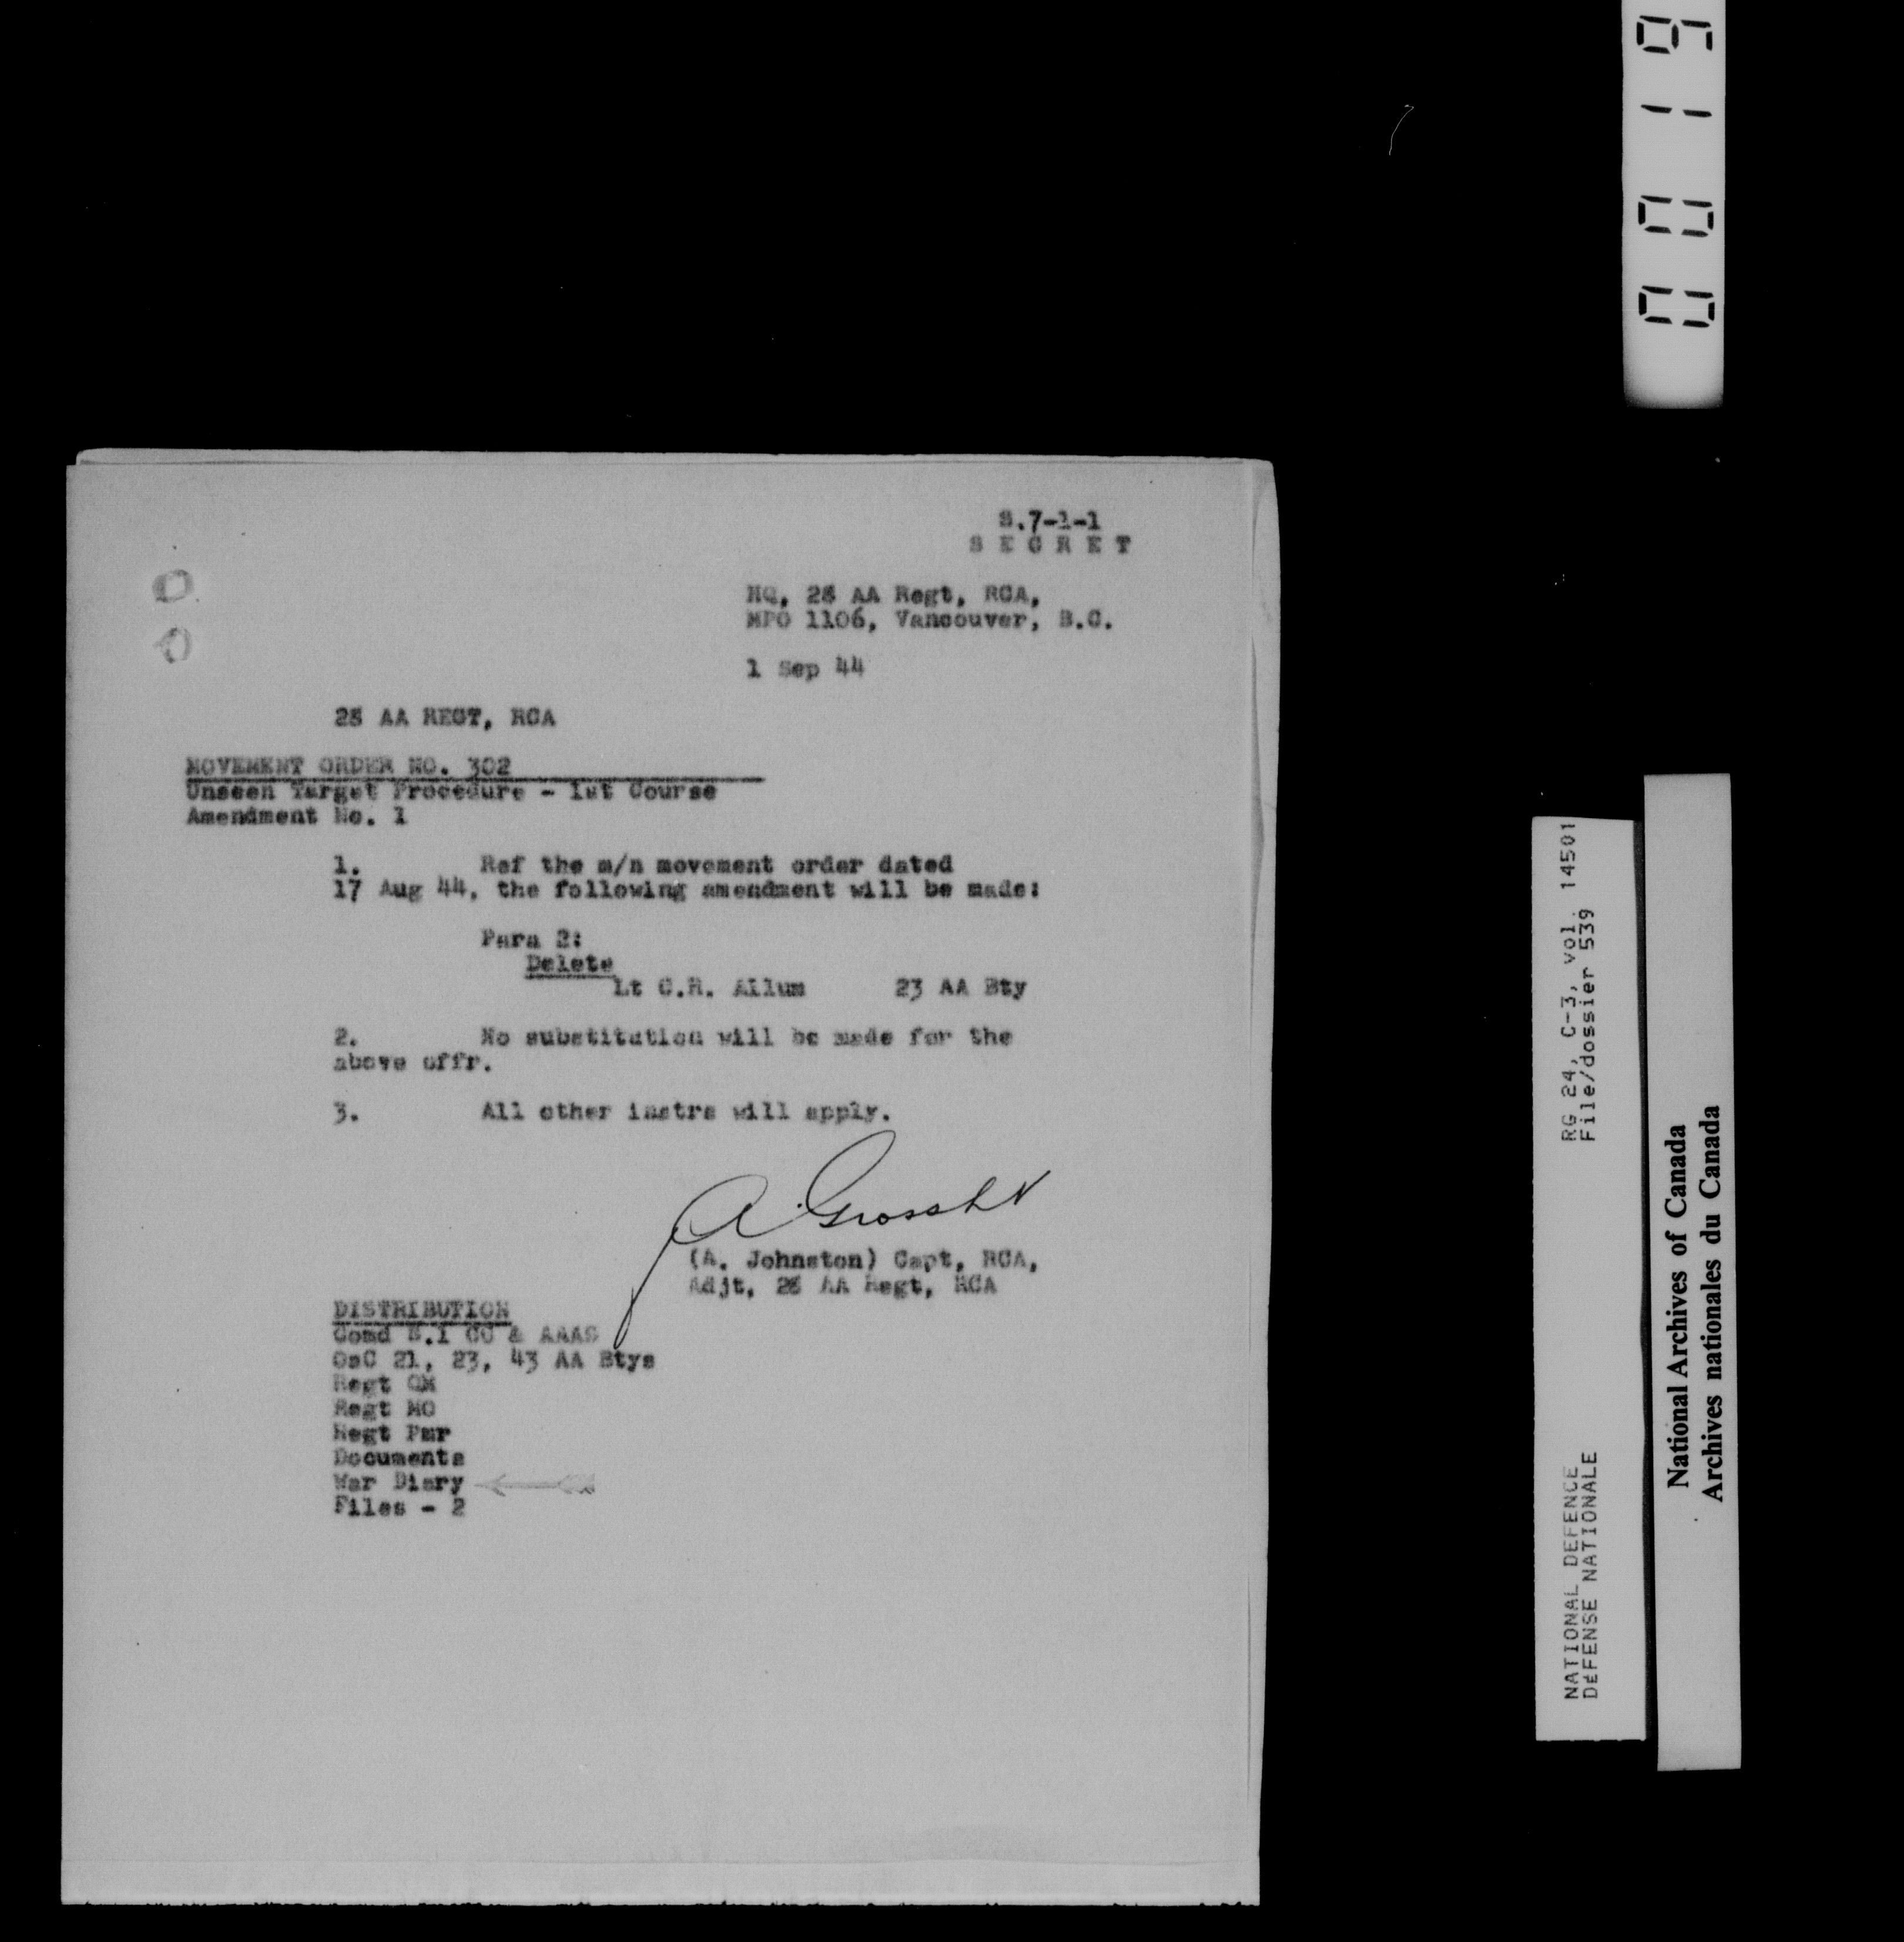 S.7-1-1
S E C R E T
HQ, 28 AA Regt, RCA,
MPO 1106, Vancouver, B.C.
1 Sep 44
28 AA REGT, RCA
MOVEMENT ORDER NO. 302
Unseen Target Procedure - 1st Course
Amendment No. 1
1. Ref the m/n movement order dated
17 Aug 44, the following amendment will be made:
Para 2:
Delete
Lt C.R. Allum 23 AA Bty
2. No substitution will be made for the
above offr.
3. All other instrs will apply.
(A. Johnston) Capt, RCA,
Adjt, 28 AA Regt, RCA
DISTRIBUTION
Comd E.I CD & AAAS
OsC 21, 23, 43 AA Btys
Regt QM
Regt MO
Regt Pmr
Documents
War Diary
Files - 2
0019
RG 24, C-3, vol. 14501
File/dossier 539
NATIONAL DEFENCE
DéFENSE NATIONALE
National Archives of Canada
Archives nationales du Canada